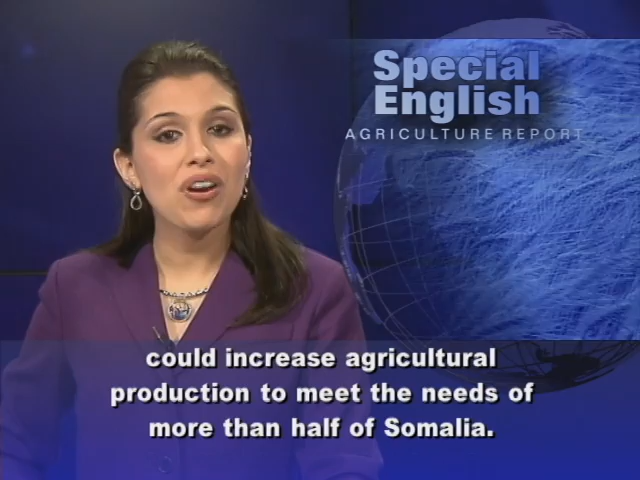 Special
English
AGRICULTURE REPORT
could increase agricultural
production to meet the needs of
more than half of Somalia.